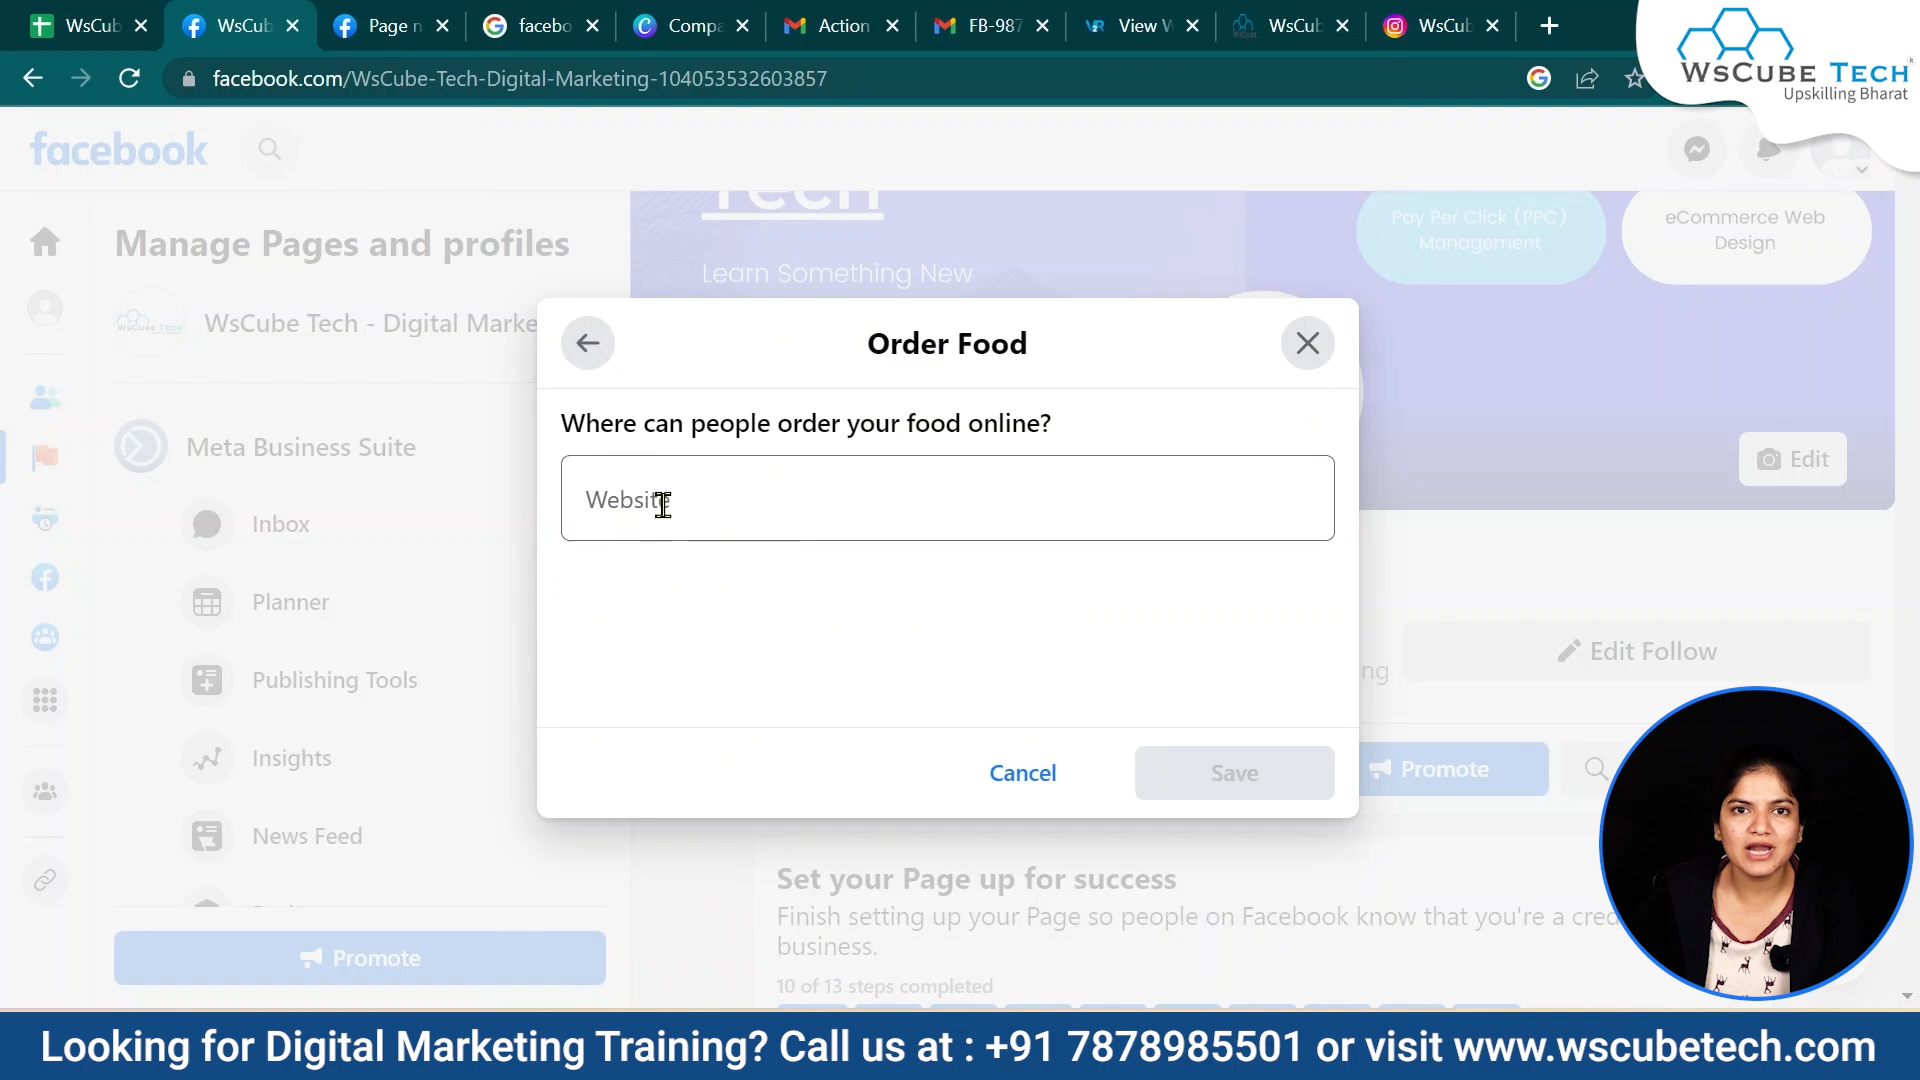 WsCub
WsCub
Page n
facebo
Compa
Action
FB-987
View W
WsCub
WsCub
facebook.com/WsCube-Tech-Digital-Marketing-104053532603857
WsCube Tech
Upskilling Bharat
facebook
Manage Pages and profiles
WsCube Tech - Digital Marke
Meta Business Suite
Inbox
Planner
Publishing Tools
Insights
News Feed
Promote
Tech
Learn Something New
Pay Per Click (PPC)
Management
eCommerce Web
Design
Edit
Order Food
Where can people order your food online?
Website
Cancel
Save
ng
Edit Follow
Promote
Set your Page up for success
Finish setting up your Page so people on Facebook know that you're a cred
business.
10 of 13 steps completed
Looking for Digital Marketing Training? Call us at : +91 7878985501 or visit www.wscubetech.com